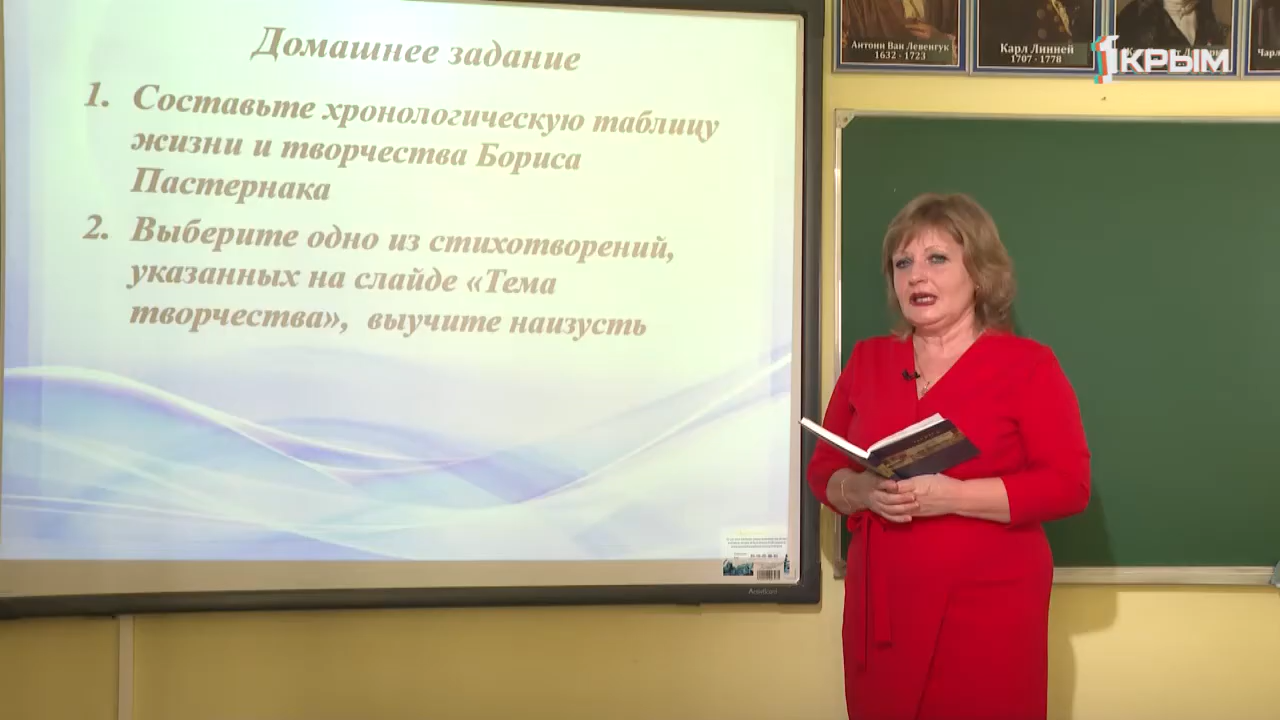 Домашнее задание
1. Составьте хронологическую таблицу
жизни и творчества Бориса
Пастернака
2. Выберите одно из стихотворений,
указанных на слайде «Тема
творчества», выучите наизусть
Антони Ван Левенгук
1632 - 1723
Карл Линней
1707 - 1778
1КРЫМ